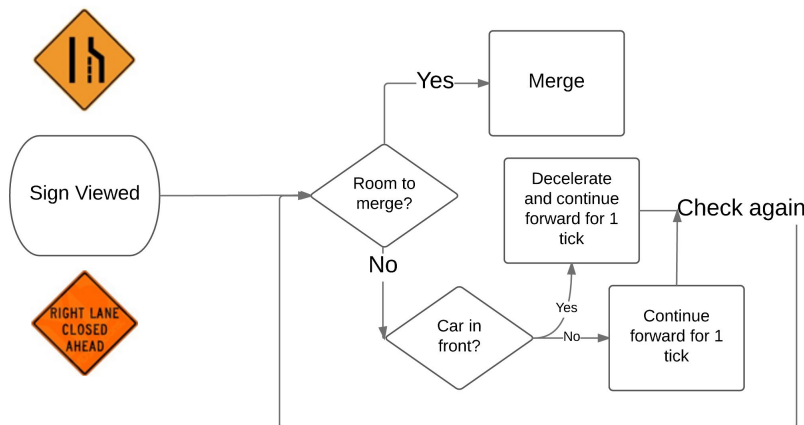 Yes
Merge
Sign Viewed
Room to
merge?
Decelerate
and continue
forward for 1
tick
Check again
No
RIGHT LANE
CLOSED
AHEAD
Car in
front?
Yes
No
Continue
forward for 1
tick